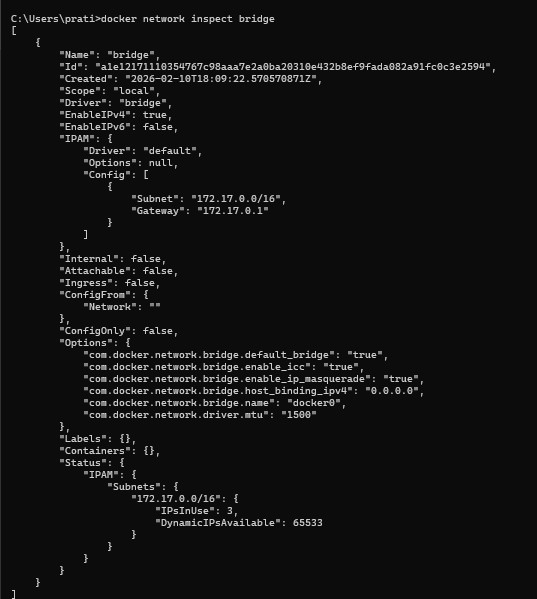 C:\Users\prati>docker network inspect bridge
[
    {
        "Name": "bridge",
        "Id": "a1e12171110354767c98aaa7e2a0ba20310e432b8ef9fada082a91fc0c3e2594",
        "Created": "2026-02-10T18:09:22.570570871Z",
        "Scope": "local",
        "Driver": "bridge",
        "EnableIPv4": true,
        "EnableIPv6": false,
        "IPAM": {
            "Driver": "default",
            "Options": null,
            "Config": [
                {
                    "Subnet": "172.17.0.0/16",
                    "Gateway": "172.17.0.1"
                }
            ]
        },
        "Internal": false,
        "Attachable": false,
        "Ingress": false,
        "ConfigFrom": {
            "Network": ""
        },
        "ConfigOnly": false,
        "Options": {
            "com.docker.network.bridge.default_bridge": "true",
            "com.docker.network.bridge.enable_icc": "true",
            "com.docker.network.bridge.enable_ip_masquerade": "true",
            "com.docker.network.bridge.host_binding_ipv4": "0.0.0.0",
            "com.docker.network.bridge.name": "docker0",
            "com.docker.network.driver.mtu": "1500"
        },
        "Labels": {},
        "Containers": {},
        "Status": {
            "IPAM": {
                "Subnets": {
                    "172.17.0.0/16": {
                        "IPsInUse": 3,
                        "DynamicIPsAvailable": 65533
                    }
                }
            }
        }
    }
]